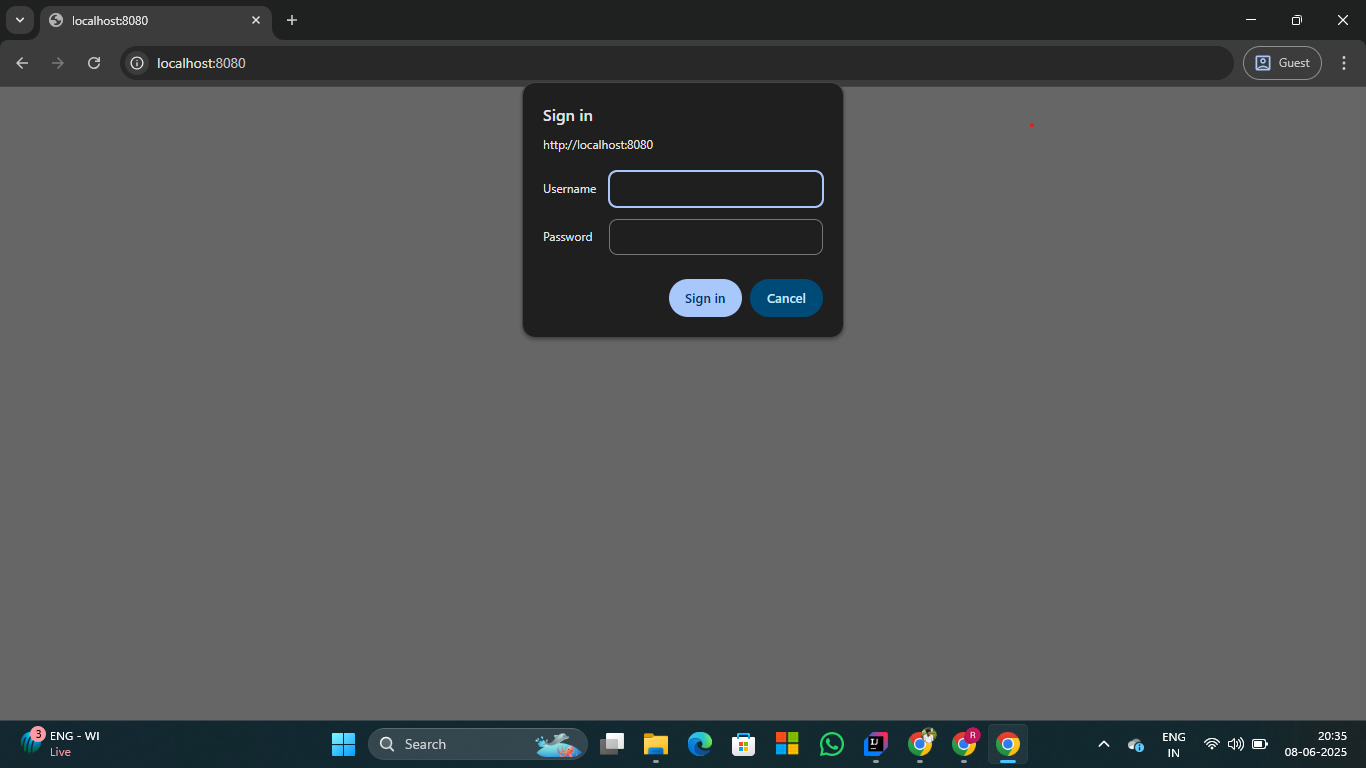 localhost:8080
localhost:8080
Guest
Sign in
http://localhost:8080
Username
Password
Sign in
Cancel
3
ENG - WI
Live
Search
IJ
R
ENG
IN
20:35
08-06-2025